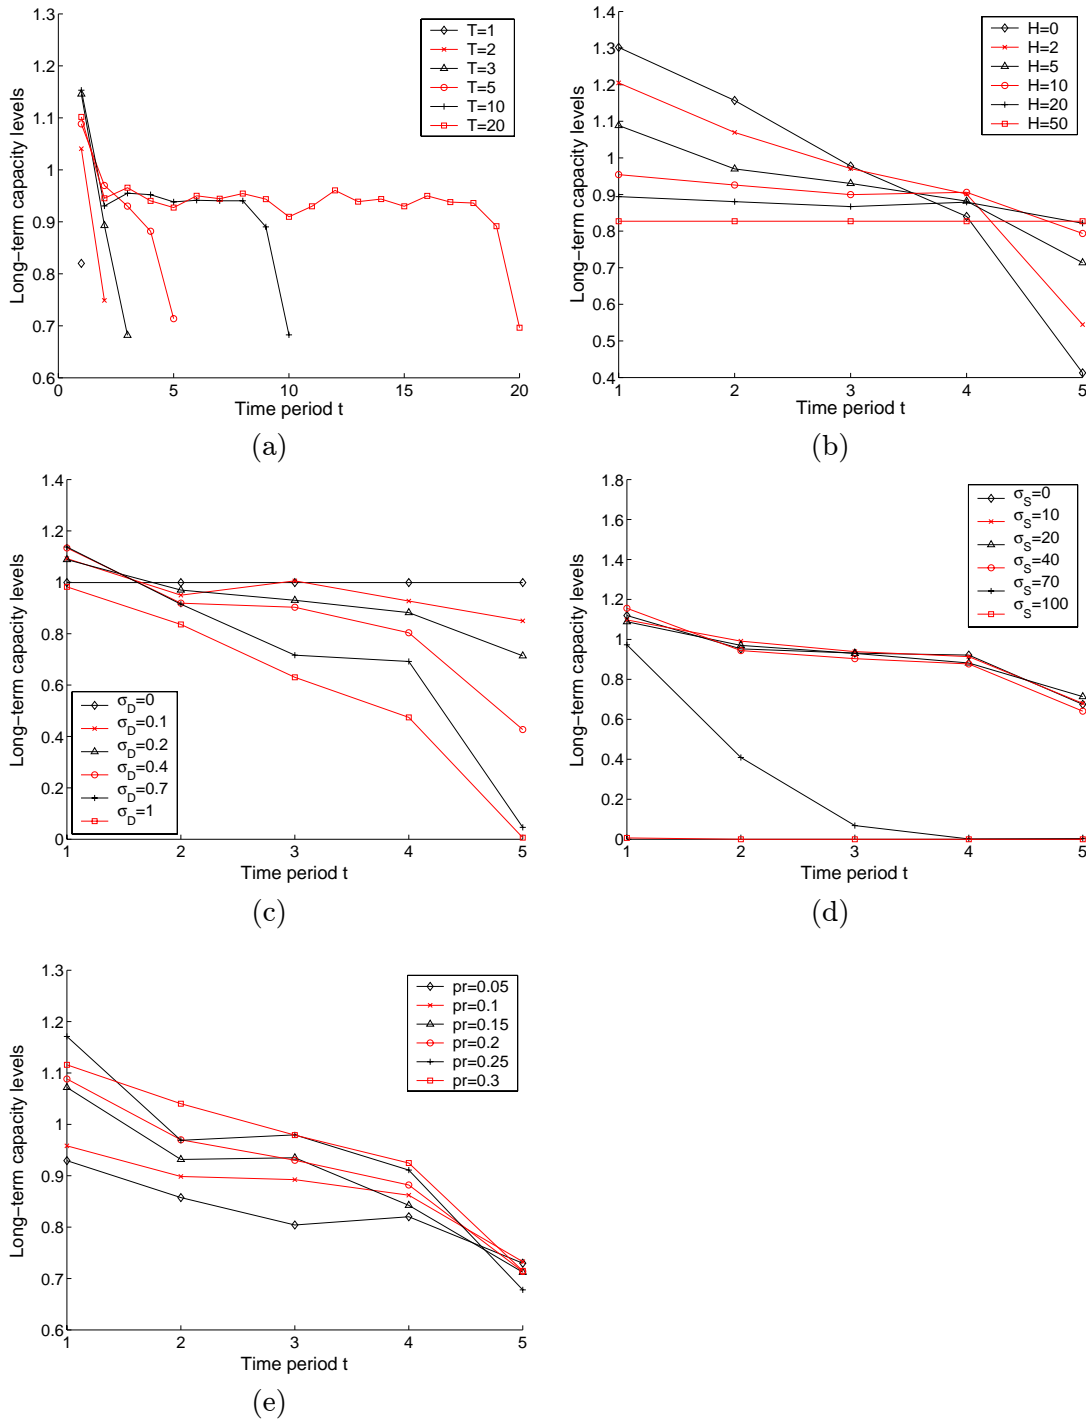 1.3
1.2
1.1
1
0.9
0.8
0.7
0.6
0 5 10 15 20
Time period t
Long−term capacity levels
T=1
T=2
T=3
T=5
T=10
T=20
(a)
1.4
1.3
1.2
1.1
1
0.9
0.8
0.7
0.6
0.5
0.4
1 2 3 4 5
Time period t
Long−term capacity levels
H=0
H=2
H=5
H=10
H=20
H=50
(b)
1.4
1.2
1
0.8
0.6
0.4
0.2
0
1 2 3 4 5
Time period t
Long−term capacity levels
σD=0
σD=0.1
σD=0.2
σD=0.4
σD=0.7
σD=1
(c)
1.8
1.6
1.4
1.2
1
0.8
0.6
0.4
0.2
0
1 2 3 4 5
Time period t
Long−term capacity levels
σS=0
σS=10
σS=20
σS=40
σS=70
σS=100
(d)
1.3
1.2
1.1
1
0.9
0.8
0.7
0.6
1 2 3 4 5
Time period t
Long−term capacity levels
pr=0.05
pr=0.1
pr=0.15
pr=0.2
pr=0.25
pr=0.3
(e)